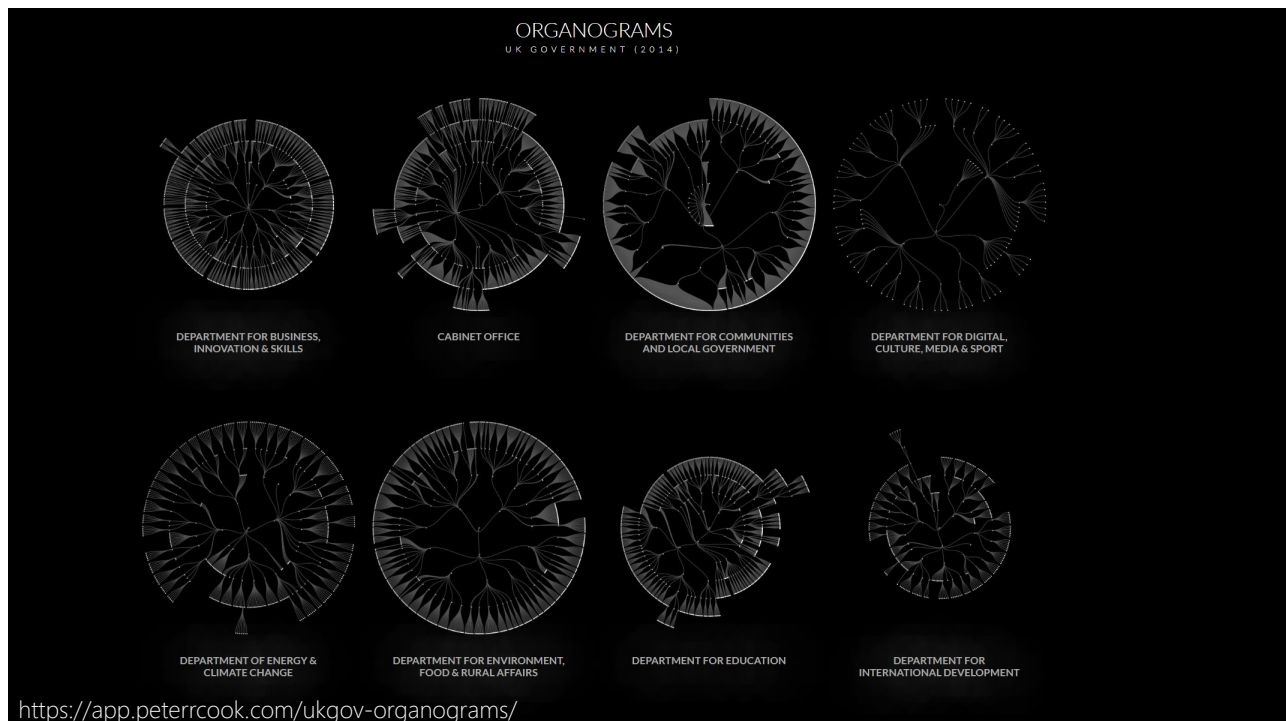 ORGANOGRAMS
UK GOVERNMENT (2014)
DEPARTMENT FOR BUSINESS,
INNOVATION & SKILLS
CABINET OFFICE
DEPARTMENT FOR COMMUNITIES
AND LOCAL GOVERNMENT
DEPARTMENT FOR DIGITAL,
CULTURE, MEDIA & SPORT
DEPARTMENT OF ENERGY &
CLIMATE CHANGE
DEPARTMENT FOR ENVIRONMENT,
FOOD & RURAL AFFAIRS
DEPARTMENT FOR EDUCATION
DEPARTMENT FOR
INTERNATIONAL DEVELOPMENT
https://app.peterrcook.com/ukgov-organograms/